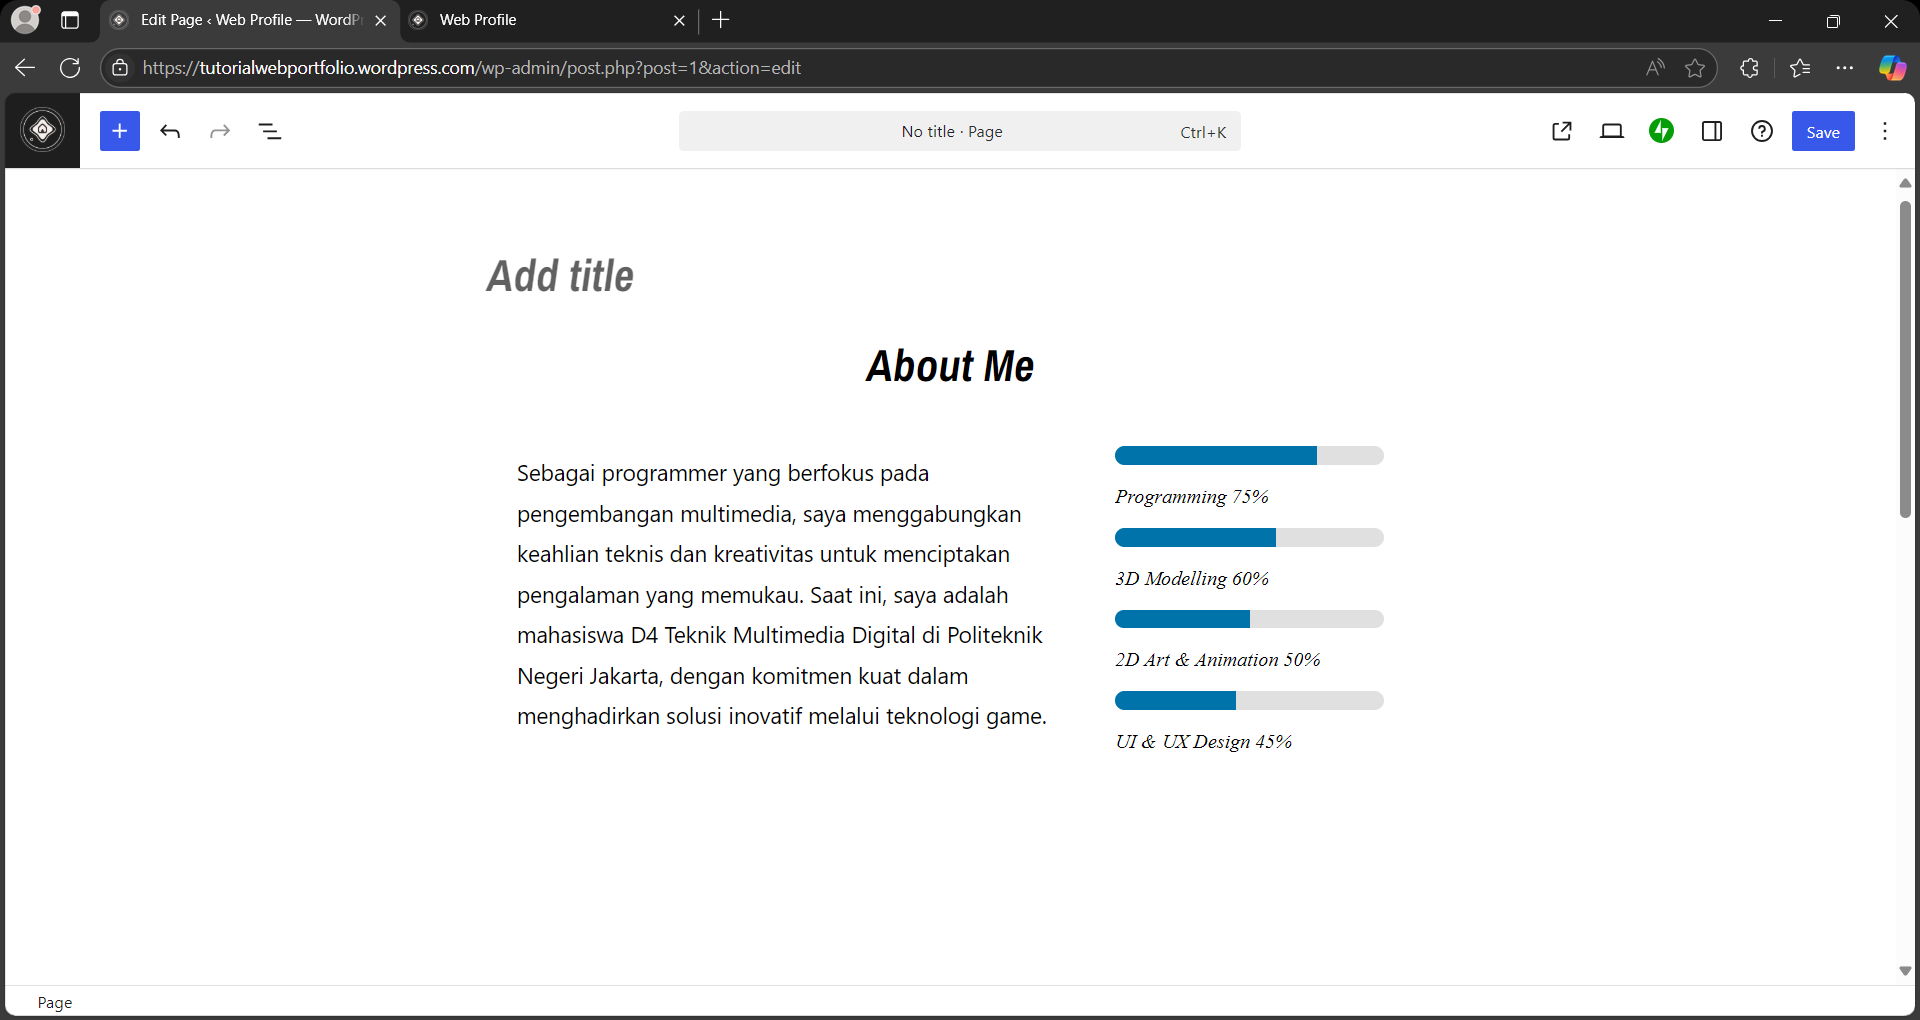 Edit Page ‹ Web Profile — WordP
Web Profile
https://tutorialwebportfolio.wordpress.com/wp-admin/post.php?post=1&action=edit
No title · Page
Ctrl+K
Save
Add title
About Me
Sebagai programmer yang berfokus pada
pengembangan multimedia, saya menggabungkan
keahlian teknis dan kreativitas untuk menciptakan
pengalaman yang memukau. Saat ini, saya adalah
mahasiswa D4 Teknik Multimedia Digital di Politeknik
Negeri Jakarta, dengan komitmen kuat dalam
menghadirkan solusi inovatif melalui teknologi game.
Programming 75%
3D Modelling 60%
2D Art & Animation 50%
UI & UX Design 45%
Page